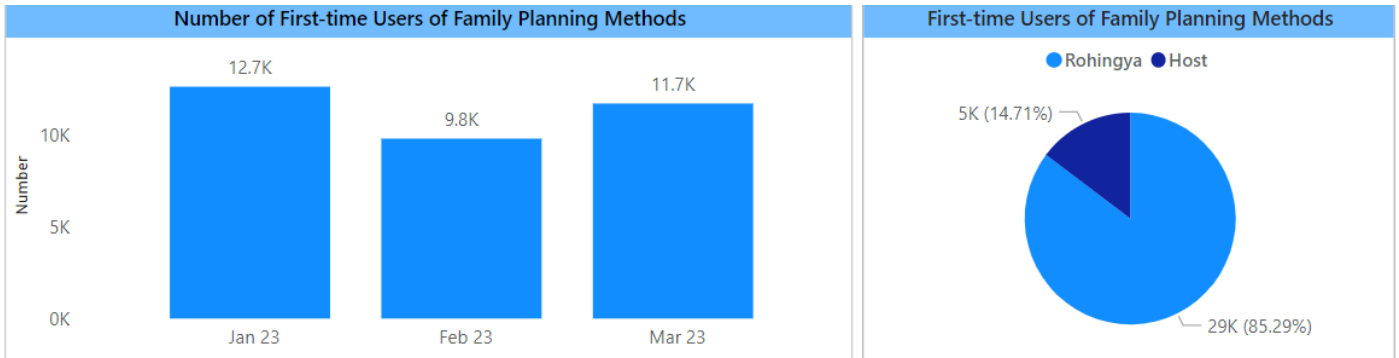 Number of First-time Users of Family Planning Methods
12.7K
9.8K
11.7K
10K
5K
0K
Number
Jan 23
Feb 23
Mar 23
First-time Users of Family Planning Methods
Rohingya
Host
5K (14.71%)
29K (85.29%)